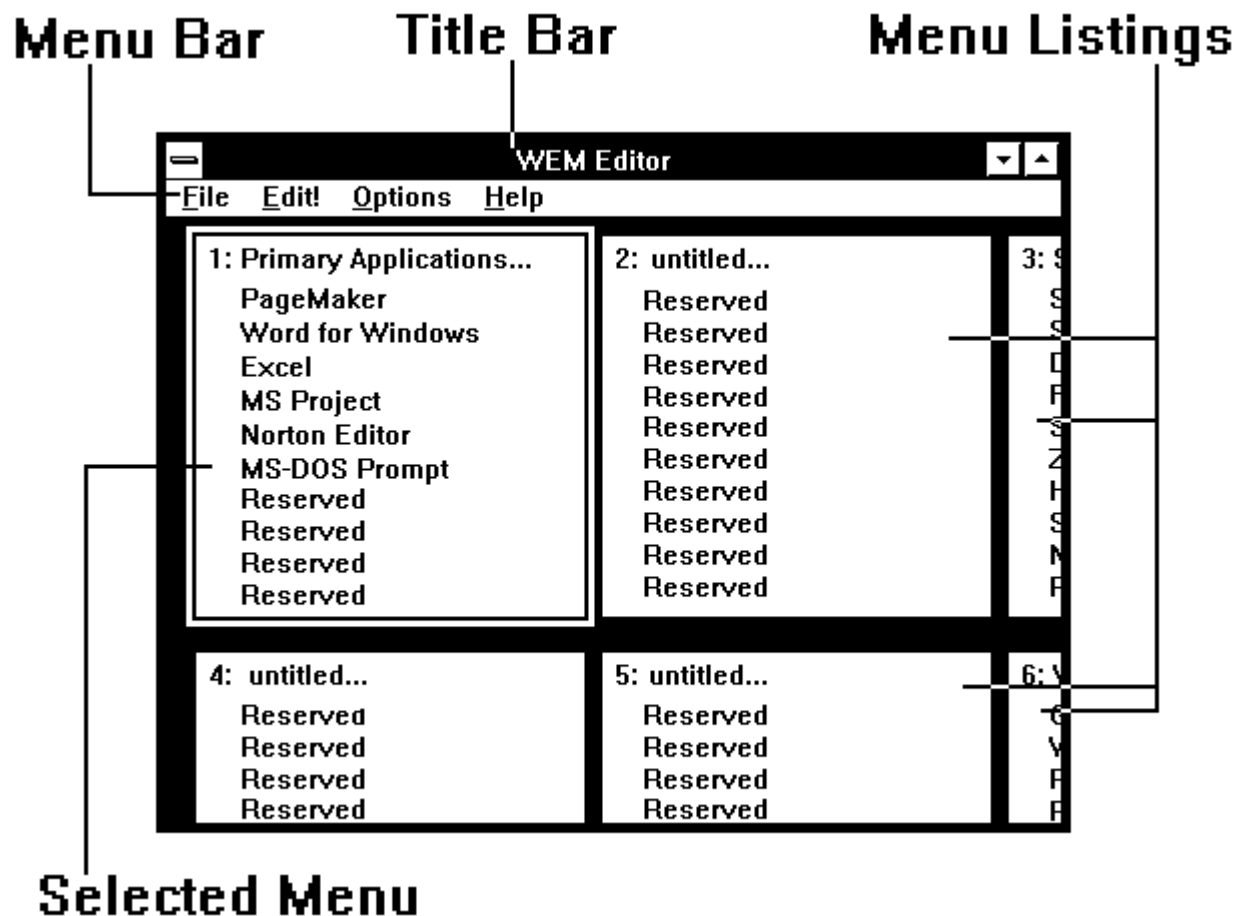 Menu Bar
Title Bar
Menu Listings
WEM Editor
File Edit! Options Help
1: Primary Applications...
PageMaker
Word for Windows
Excel
MS Project
Norton Editor
MS-DOS Prompt
Reserved
Reserved
Reserved
Reserved
2: untitled...
Reserved
Reserved
Reserved
Reserved
Reserved
Reserved
Reserved
Reserved
Reserved
Reserved
3:
4: untitled...
Reserved
Reserved
Reserved
Reserved
5: untitled...
Reserved
Reserved
Reserved
Reserved
6:
Selected Menu